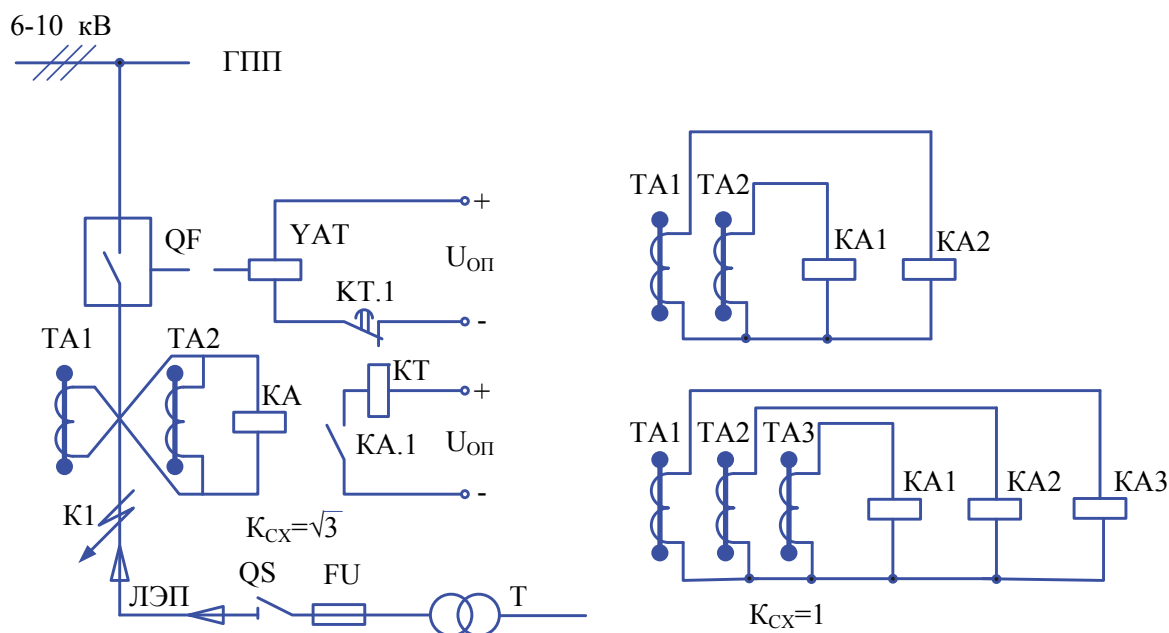 6-10 кВ
ГПП
QF
YAT
+
UОП
KT.1
-
TA1
TA2
KA
KT
+
KA.1
UОП
-
K1
KСХ=√3
ЛЭП
QS
FU
T
TA1
TA2
KA1
KA2
TA1
TA2
TA3
KA1
KA2
KA3
KСХ=1